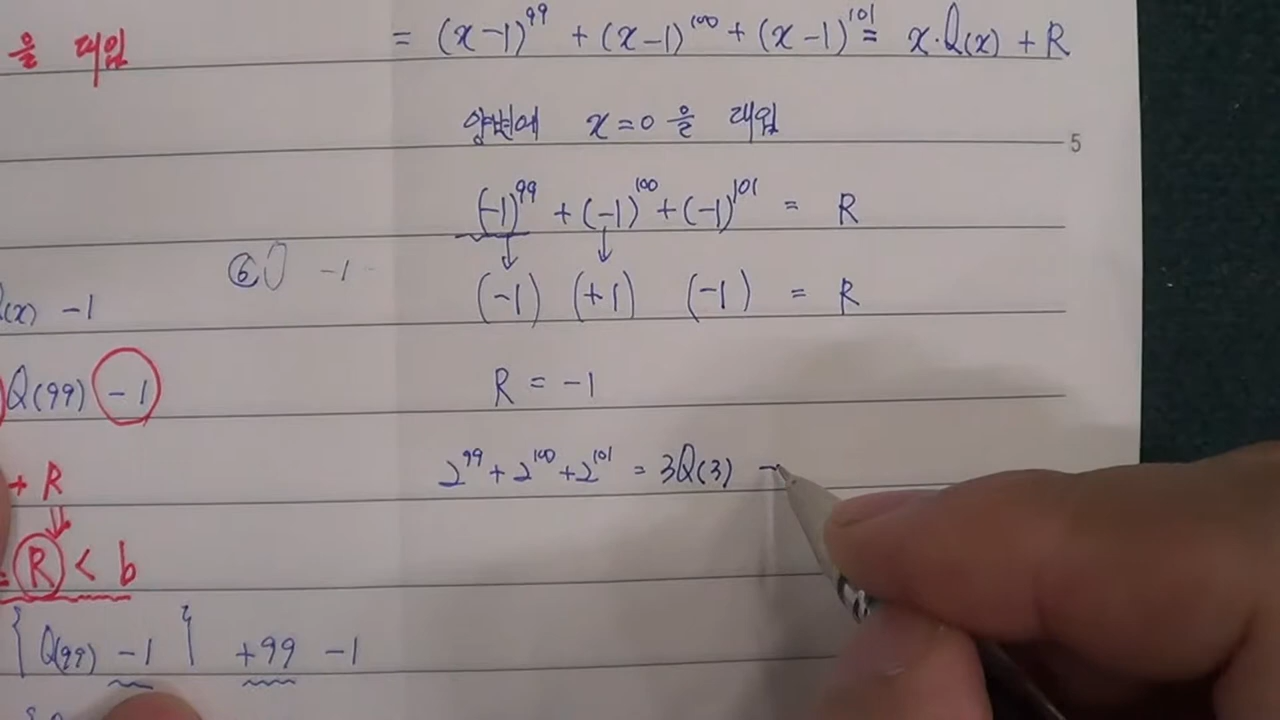 을 대입
= (x-1)^99 + (x-1)^100 + (x-1)^101 = x·Q(x) + R
양변에 x=0 을 대입
5
(-1)^99 + (-1)^100 + (-1)^101 = R
⑥ -1
(-1) (+1) (-1) = R
(x) -1
R = -1
Q(99) -1
2^99 + 2^100 + 2^101 = 3Q(3) -
+ R
R < b
{ Q(99) -1 } +99 -1